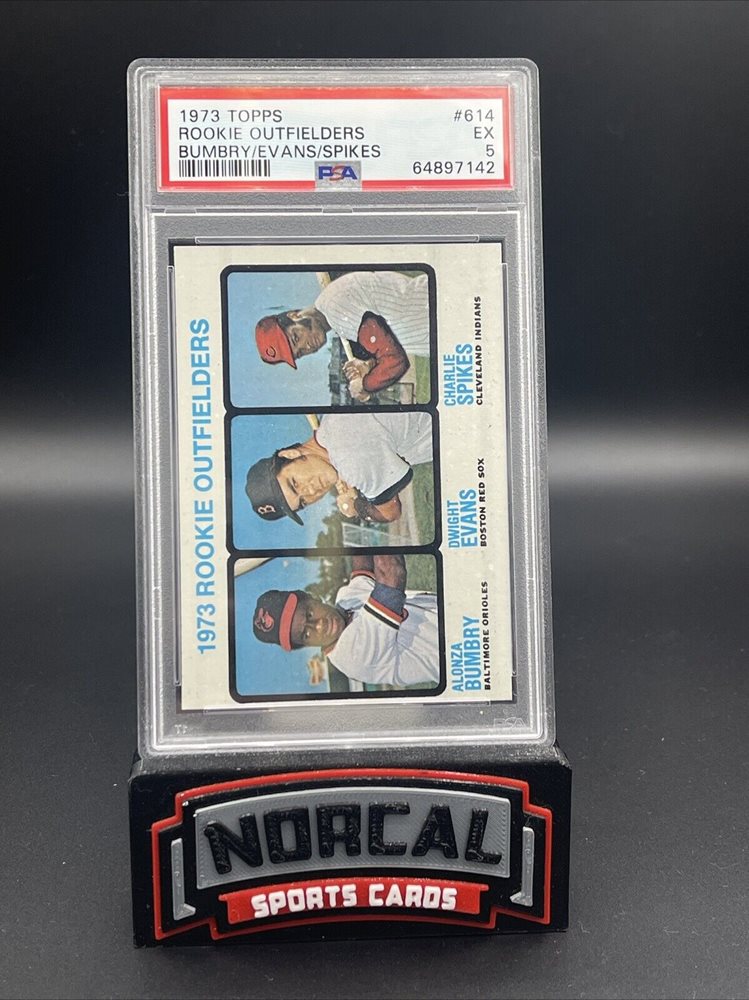 1973 TOPPS #614
ROOKIE OUTFIELDERS EX
BUMBRY/EVANS/SPIKES 5
PSA 64897142
1973 ROOKIE OUTFIELDERS
C
B
ALONZA
BUMBRY
BALTIMORE ORIOLES
DWIGHT
EVANS
BOSTON RED SOX
CHARLIE
SPIKES
CLEVELAND INDIANS
PSA
NORCAL
SPORTS CARDS